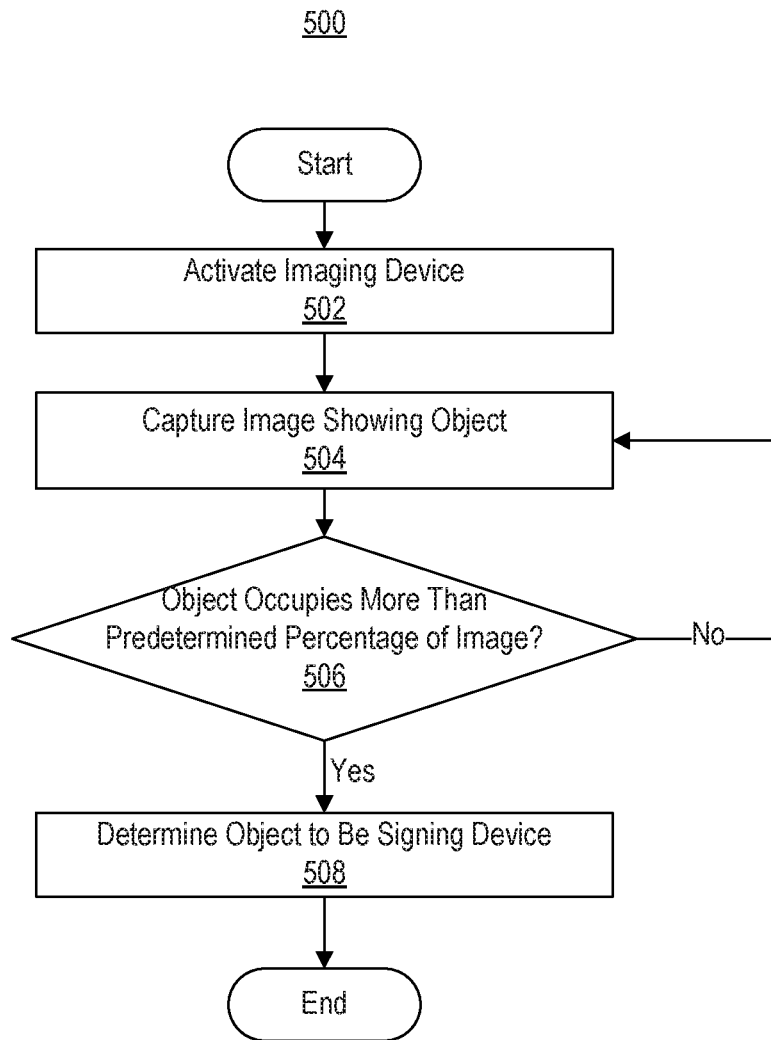 500
Start
Activate Imaging Device
502
Capture Image Showing Object
504
Object Occupies More Than
Predetermined Percentage of Image?
506
No
Yes
Determine Object to Be Signing Device
508
End